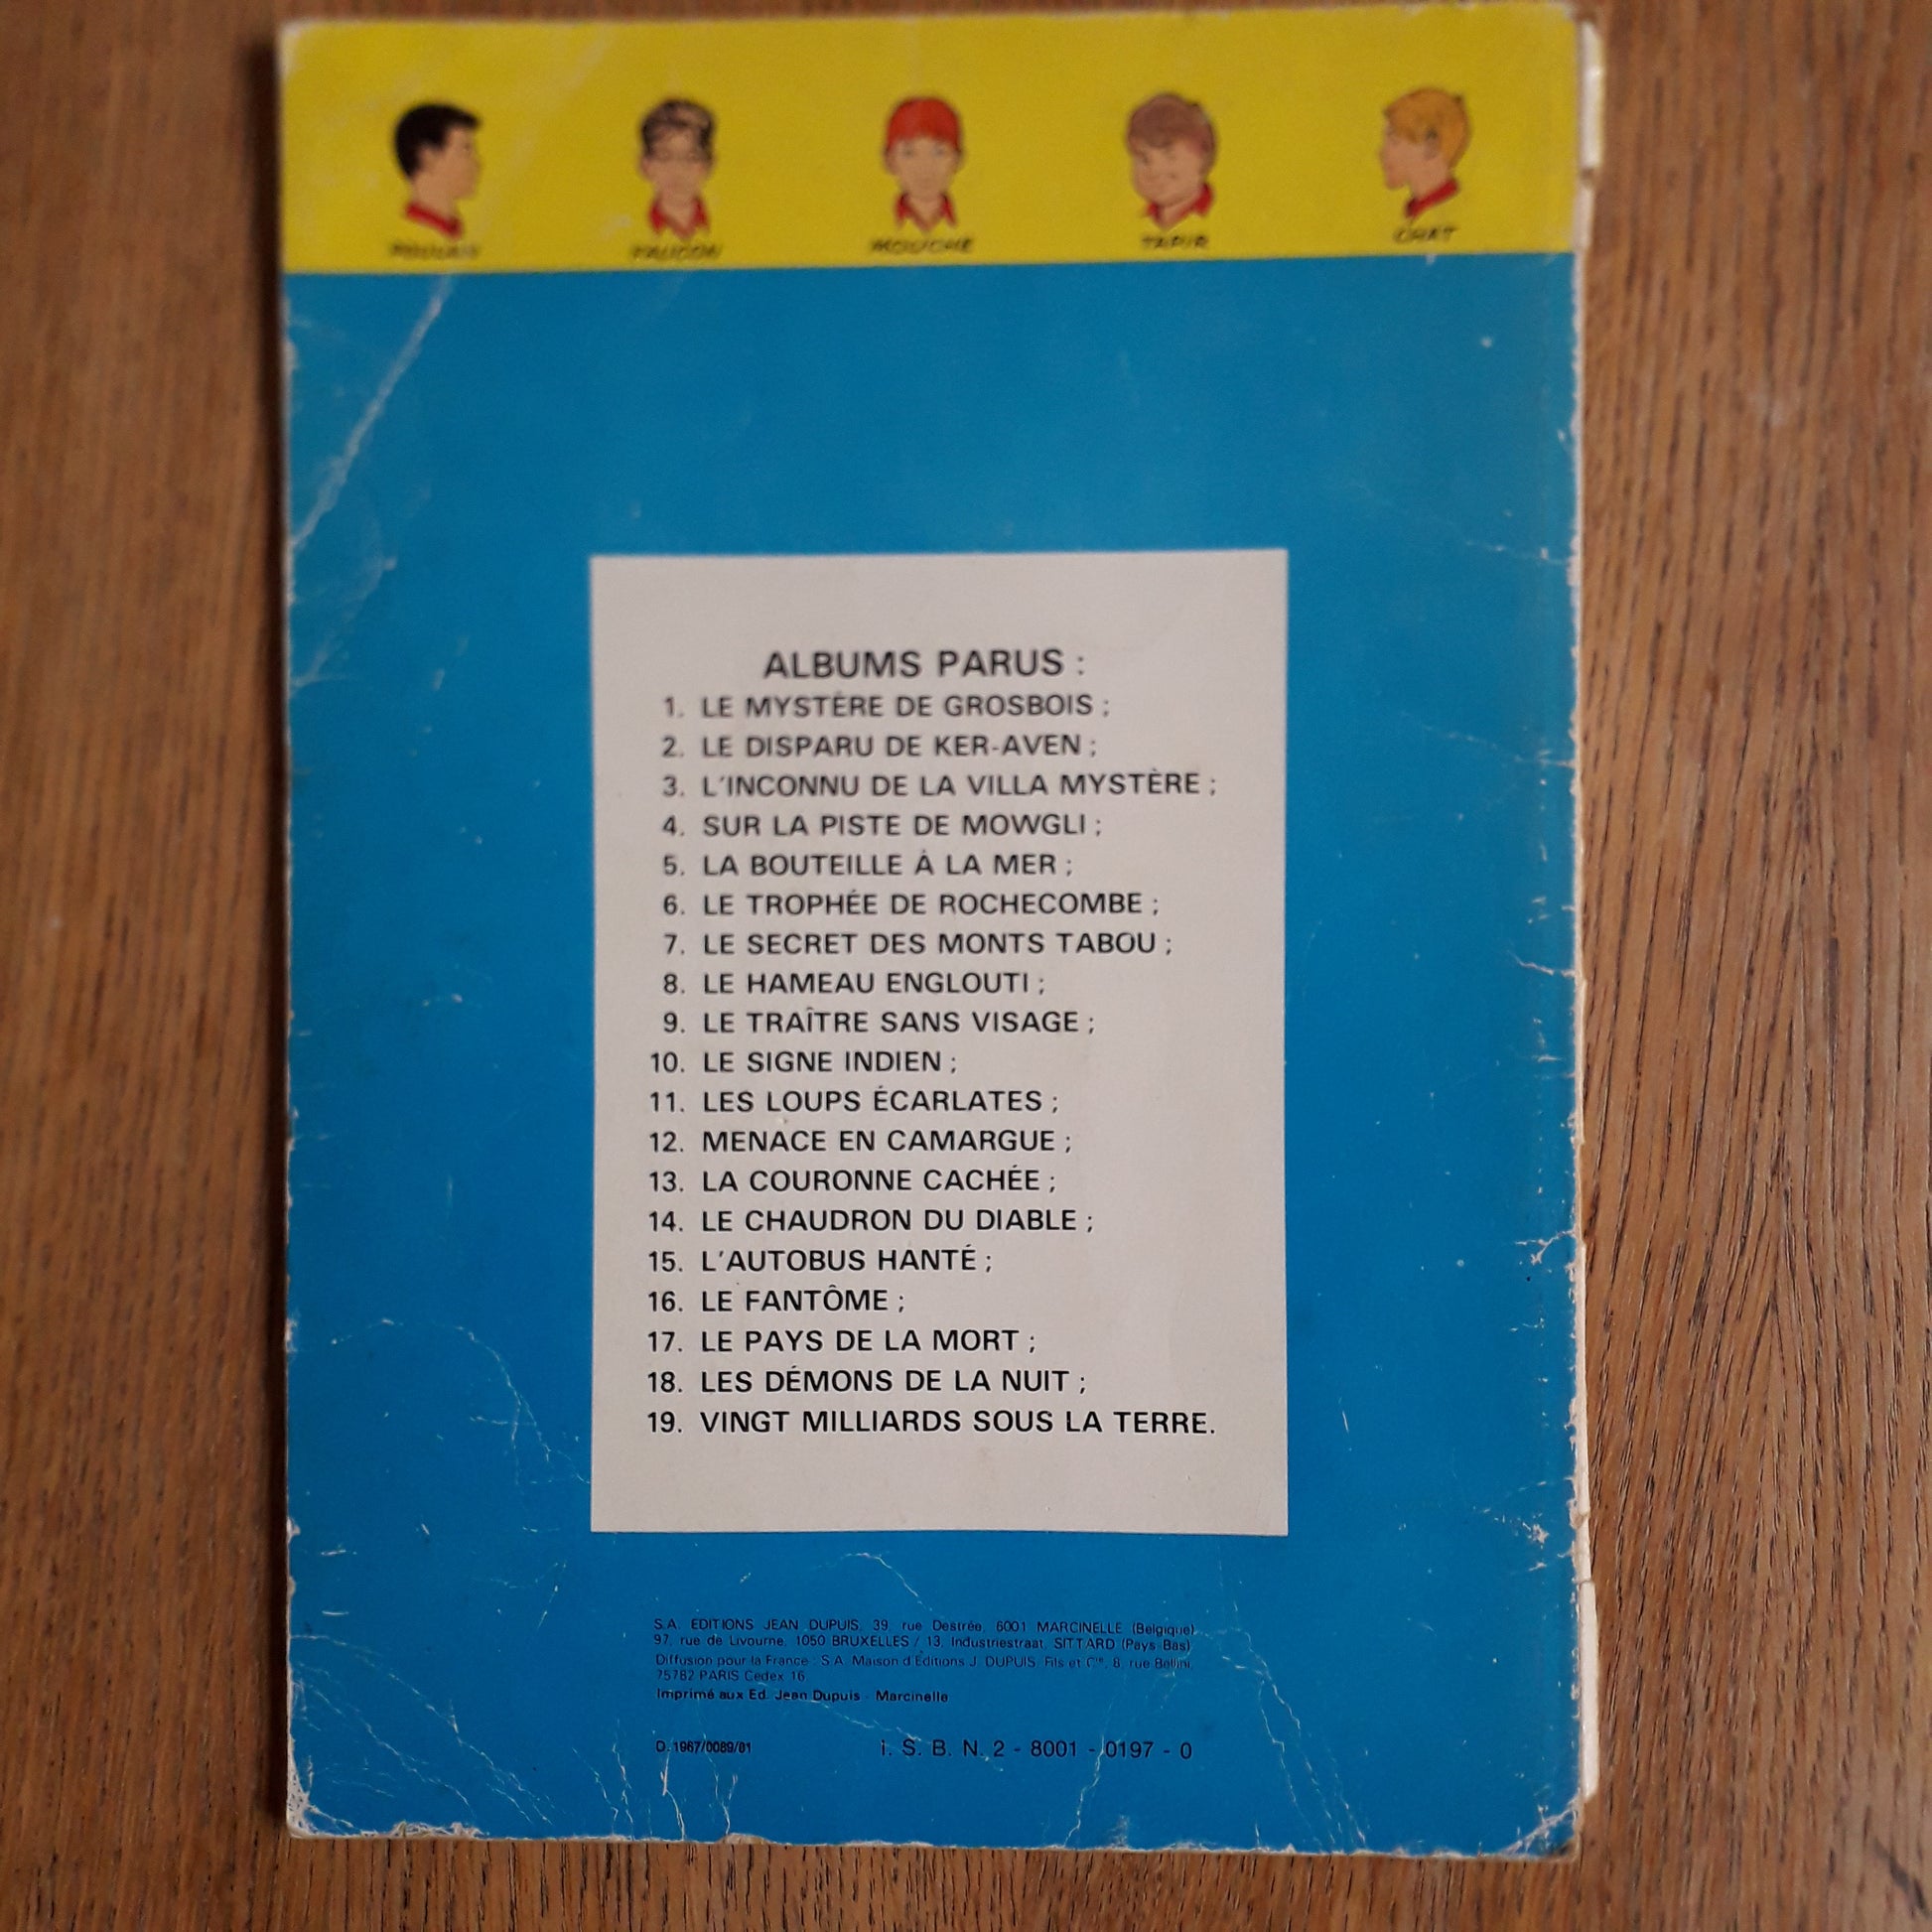 POULAIN FAUCON MOUCHE TAPIR CHAT
ALBUMS PARUS :
1. LE MYSTÈRE DE GROSBOIS ;
2. LE DISPARU DE KER-AVEN ;
3. L'INCONNU DE LA VILLA MYSTÈRE ;
4. SUR LA PISTE DE MOWGLI ;
5. LA BOUTEILLE À LA MER ;
6. LE TROPHÉE DE ROCHECOMBE ;
7. LE SECRET DES MONTS TABOU ;
8. LE HAMEAU ENGLOUTI ;
9. LE TRAÎTRE SANS VISAGE ;
10. LE SIGNE INDIEN ;
11. LES LOUPS ÉCARLATES ;
12. MENACE EN CAMARGUE ;
13. LA COURONNE CACHÉE ;
14. LE CHAUDRON DU DIABLE ;
15. L'AUTOBUS HANTÉ ;
16. LE FANTÔME ;
17. LE PAYS DE LA MORT ;
18. LES DÉMONS DE LA NUIT ;
19. VINGT MILLIARDS SOUS LA TERRE.
S.A. EDITIONS JEAN DUPUIS, 39, rue Destrée, 6001 MARCINELLE (Belgique)
97, rue de Livourne, 1050 BRUXELLES / 13, Industriestraat, SITTARD (Pays-Bas)
Diffusion pour la France : S.A. Maison d'Éditions J. DUPUIS, Fils et Cie, 8, rue Bellini,
75782 PARIS Cedex 16.
Imprimé aux Ed. Jean Dupuis - Marcinelle
D. 1967/0089/81 I. S. B. N. 2 - 8001 - 0197 - 0